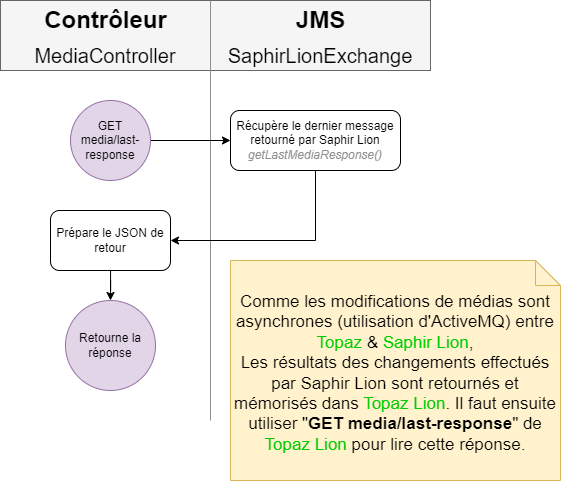 Contrôleur
MediaController
JMS
SaphirLionExchange
GET
media/last-
response
Récupère le dernier message
retourné par Saphir Lion
getLastMediaResponse()
Prépare le JSON de
retour
Retourne la
réponse
Comme les modifications de médias sont
asynchrones (utilisation d'ActiveMQ) entre
Topaz & Saphir Lion,
Les résultats des changements effectués
par Saphir Lion sont retournés et
mémorisés dans Topaz Lion. Il faut ensuite
utiliser "GET media/last-response" de
Topaz Lion pour lire cette réponse.